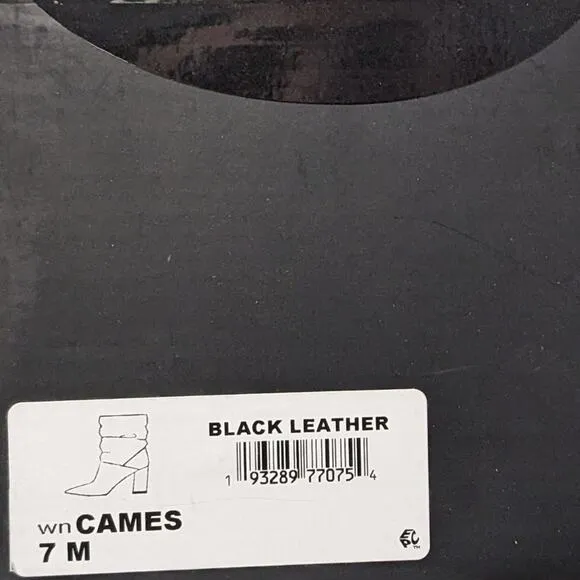 BLACK LEATHER
1 93289 77075 4
wn CAMES
7 M